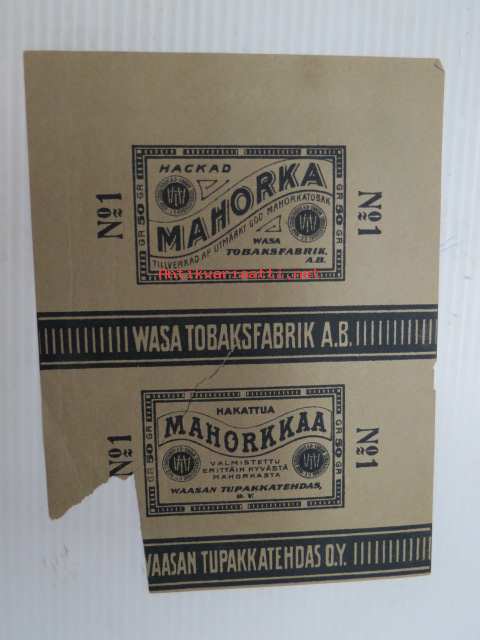 HACKAD
MAHORKA
TILLVERKAD AF UTMÄRKT GOD MAHORKATOBAK
WASA
TOBAKSFABRIK,
A.B.
GR 50 GR
GR 50 GR
No1
No1
Antikvariaatti.net
WASA TOBAKSFABRIK A.B.
HAKATTUA
MAHORKKAA
VALMISTETTU
ERITTÄIN HYVÄSTÄ
MAHORKASTA
WAASAN TUPAKKATEHDAS,
O.Y.
GR 50 GR
GR 50 GR
No1
No1
WAASAN TUPAKKATEHDAS O.Y.